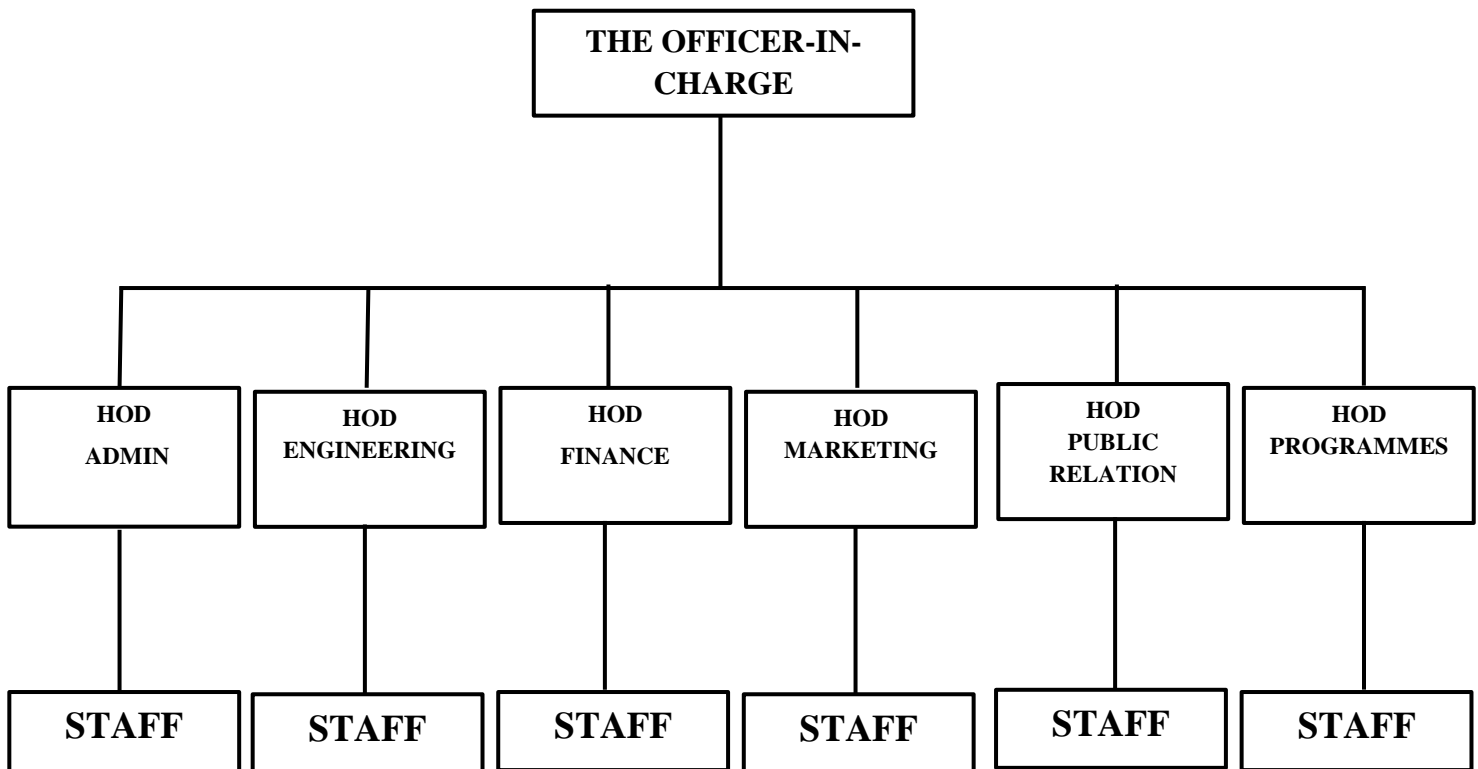 THE OFFICER-IN-
CHARGE
HOD
ADMIN
HOD
ENGINEERING
HOD
FINANCE
HOD
MARKETING
HOD
PUBLIC
RELATION
HOD
PROGRAMMES
STAFF
STAFF
STAFF
STAFF
STAFF
STAFF